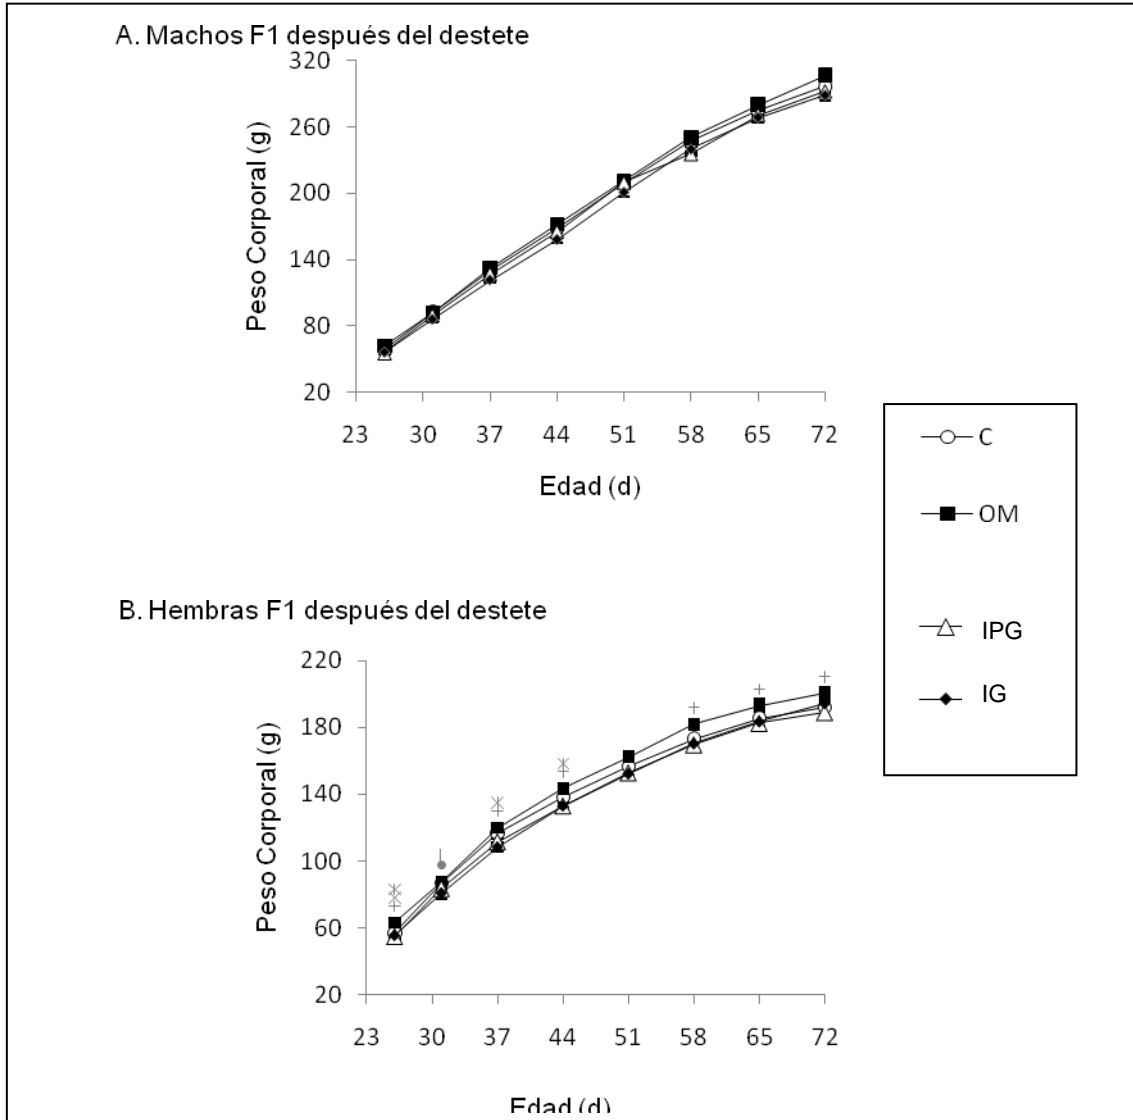 A. Machos F1 después del destete
320
260
200
140
80
20
Peso Corporal (g)
23 30 37 44 51 58 65 72
Edad (d)
C
OM
IPG
IG
B. Hembras F1 después del destete
220
180
140
100
60
20
Peso Corporal (g)
23 30 37 44 51 58 65 72
Edad (d)